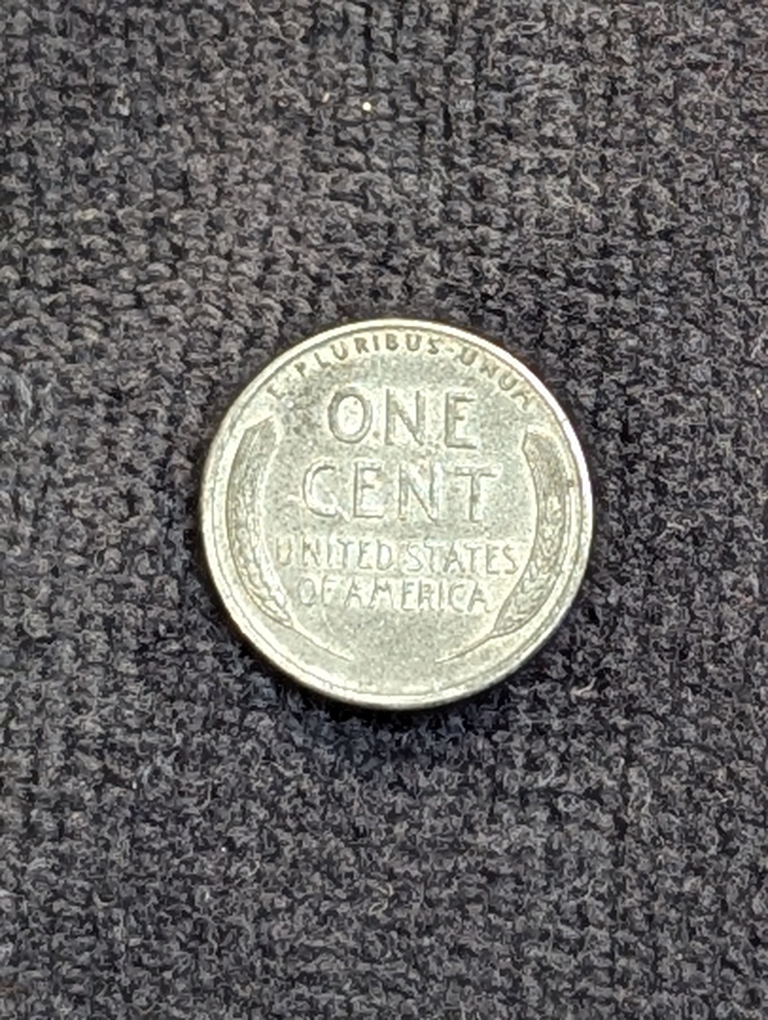 E·PLURIBUS·UNUM
ONE
CENT
UNITED STATES
OF AMERICA